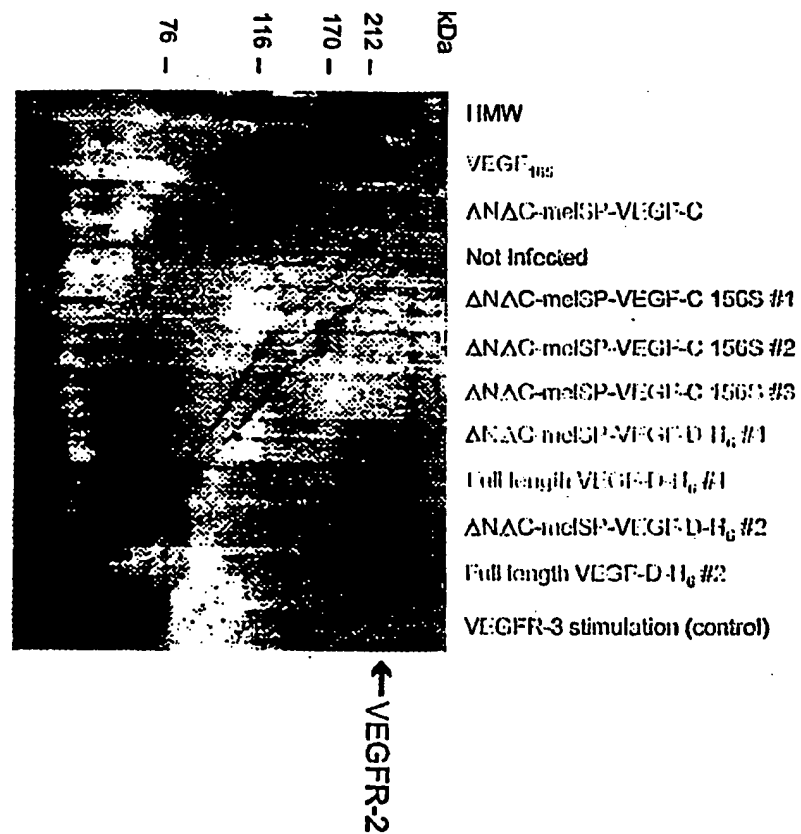 kDa
212 –
170 –
116 –
76 –
HMW
VEGF₁₆₅
ΔNΔC-melSP-VEGF-C
Not Infected
ΔNΔC-melSP-VEGF-C 156S #1
ΔNΔC-melSP-VEGF-C 156S #2
ΔNΔC-melSP-VEGF-C 156S #3
ΔNΔC-melSP-VEGF-D-H₆ #1
Full length VEGF-D-H₆ #1
ΔNΔC-melSP-VEGF-D-H₆ #2
Full length VEGF-D-H₆ #2
VEGFR-3 stimulation (control)
← VEGFR-2